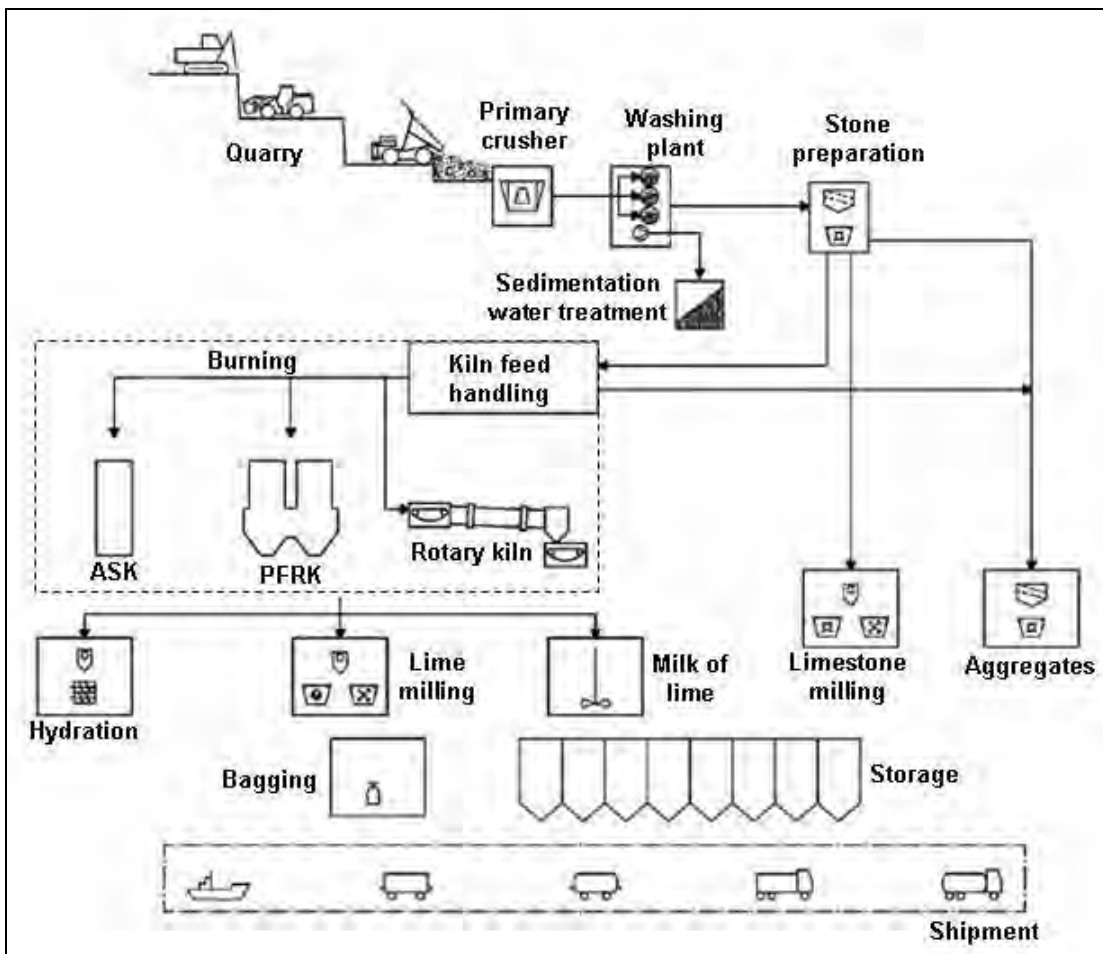 Quarry
Primary
crusher
Washing
plant
Stone
preparation
Sedimentation
water treatment
Burning
Kiln feed
handling
ASK
PFRK
Rotary kiln
Hydration
Lime
milling
Milk of
lime
Limestone
milling
Aggregates
Bagging
Storage
Shipment